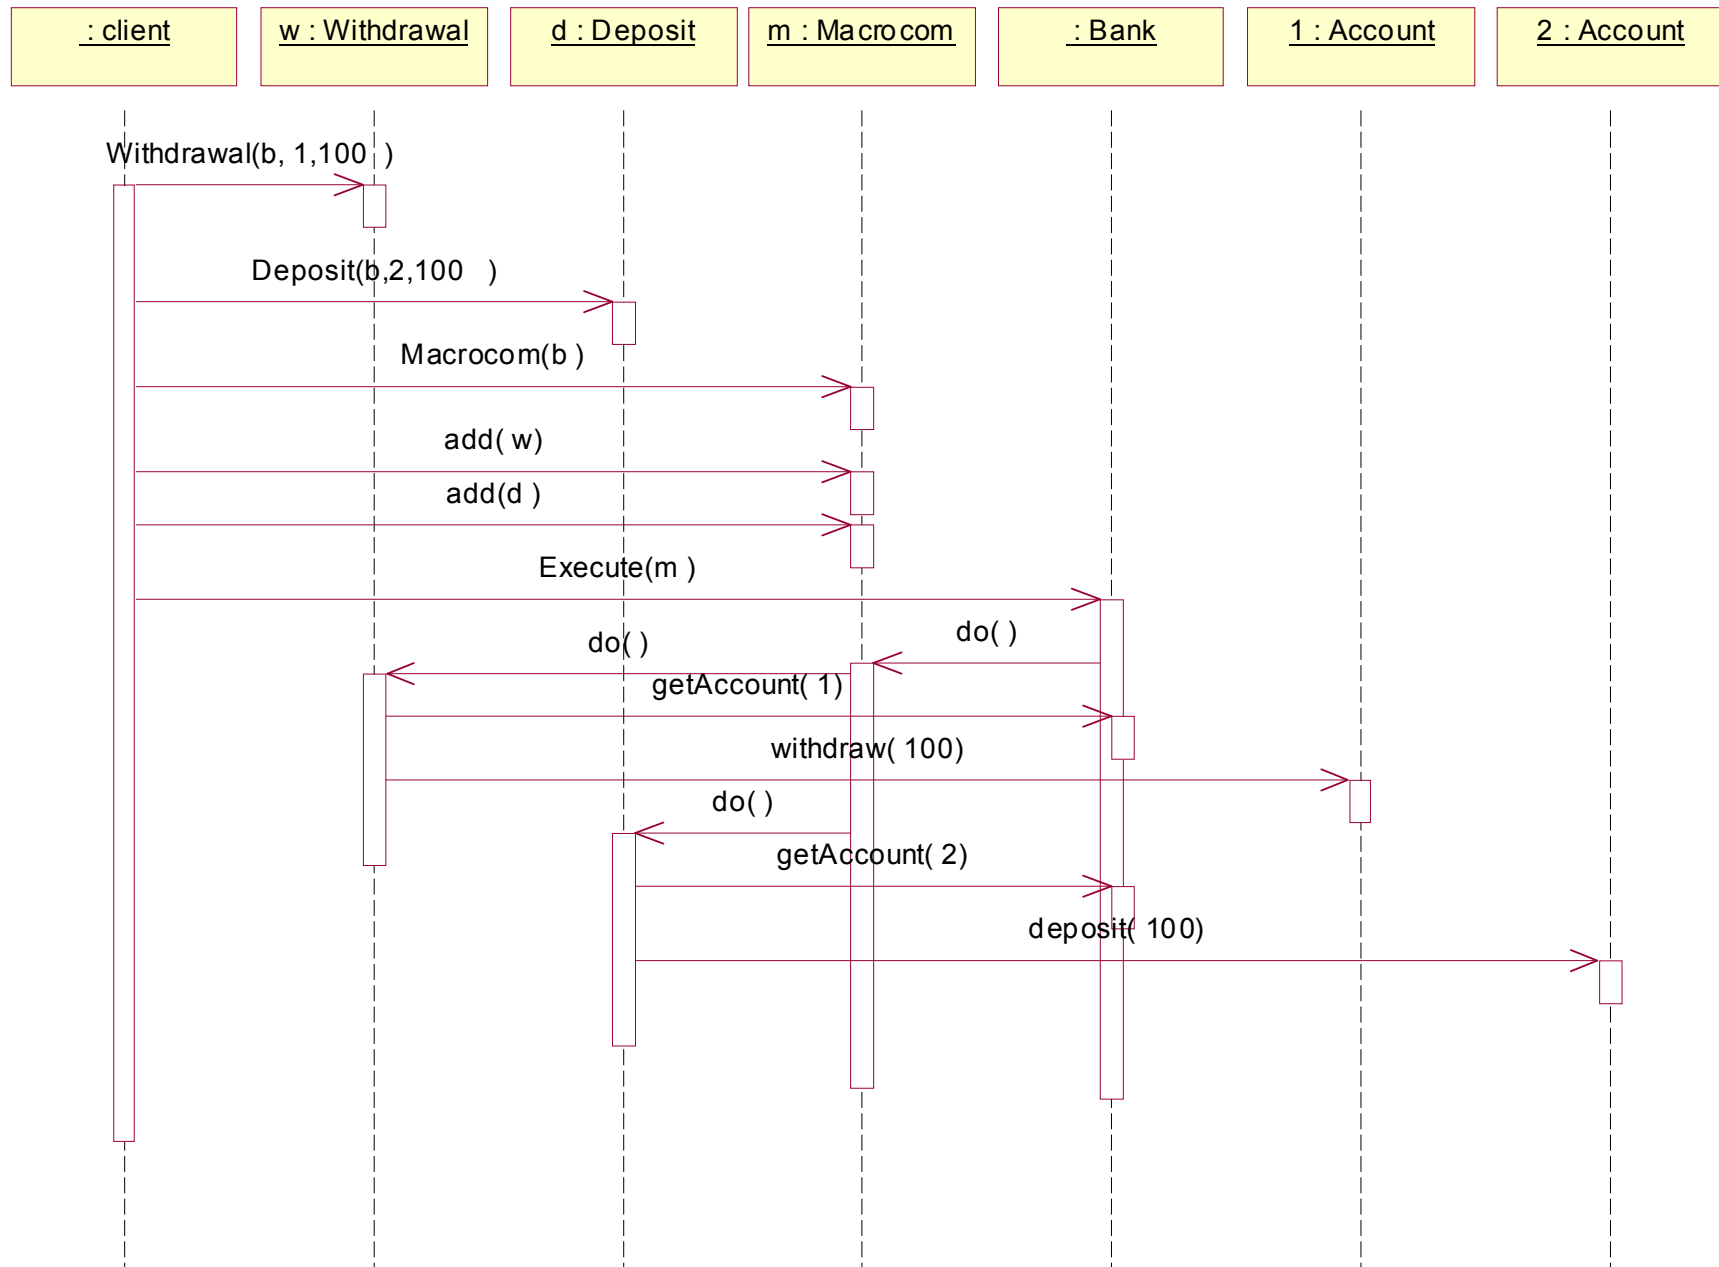 : client
w : Withdrawal
d : Deposit
m : Macrocom
: Bank
1 : Account
2 : Account
Withdrawal(b, 1,100 )
Deposit(b,2,100 )
Macrocom(b )
add( w)
add(d )
Execute(m )
do( )
do( )
getAccount( 1)
withdraw( 100)
do( )
getAccount( 2)
deposit( 100)